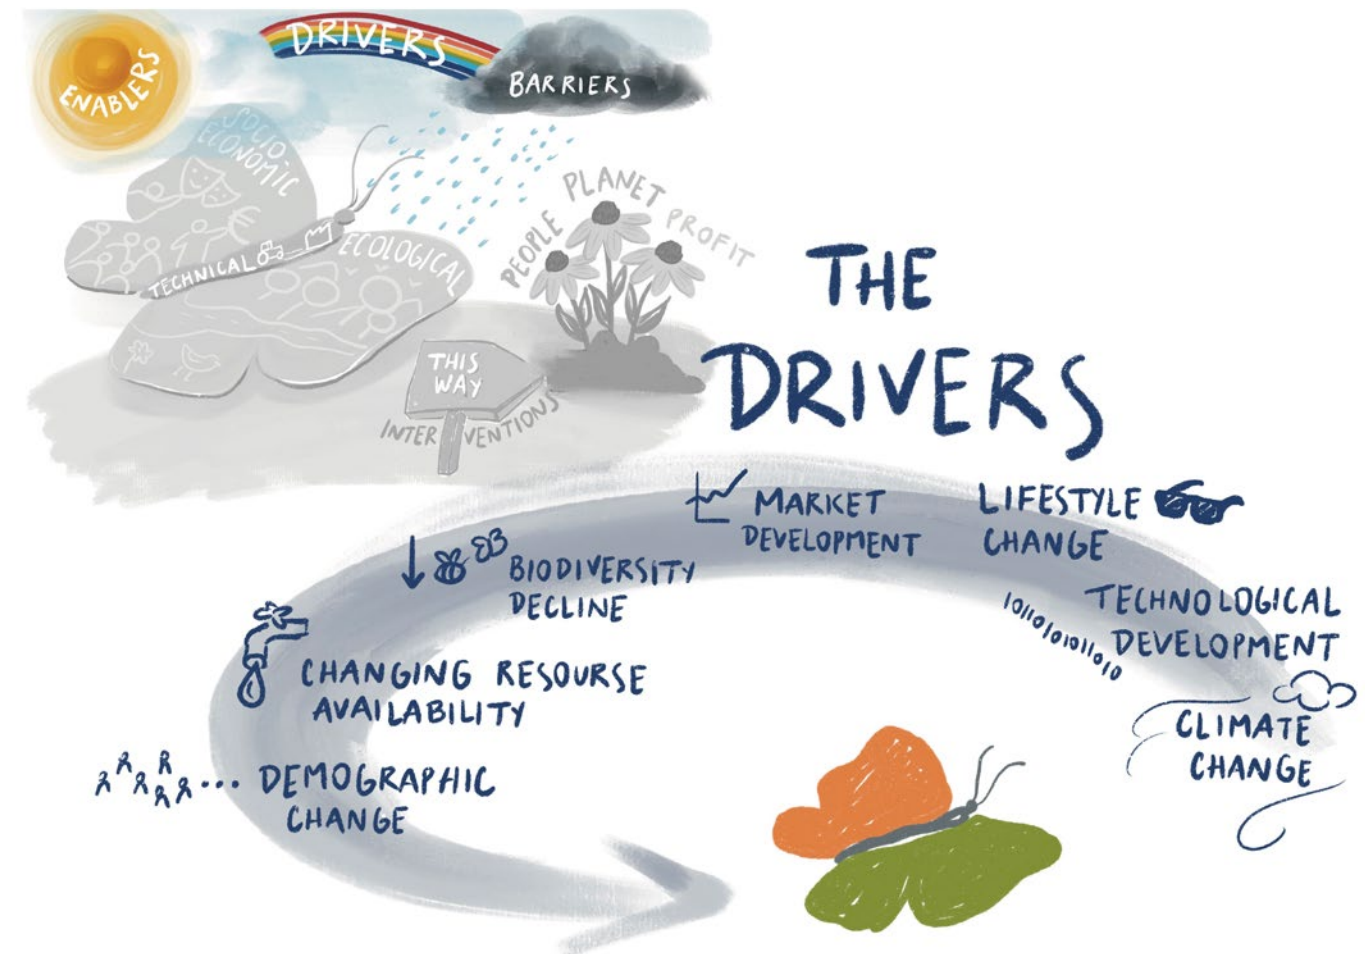 DRIVERS
ENABLERS
BARRIERS
SOCIO-
ECONOMIC
TECHNICAL
ECOLOGICAL
PEOPLE
PLANET
PROFIT
THIS
WAY
INTERVENTIONS
THE
DRIVERS
MARKET
DEVELOPMENT
LIFESTYLE
CHANGE
BIODIVERSITY
DECLINE
TECHNOLOGICAL
DEVELOPMENT
1011010101011010
CHANGING RESOURSE
AVAILABILITY
CLIMATE
CHANGE
DEMOGRAPHIC
CHANGE